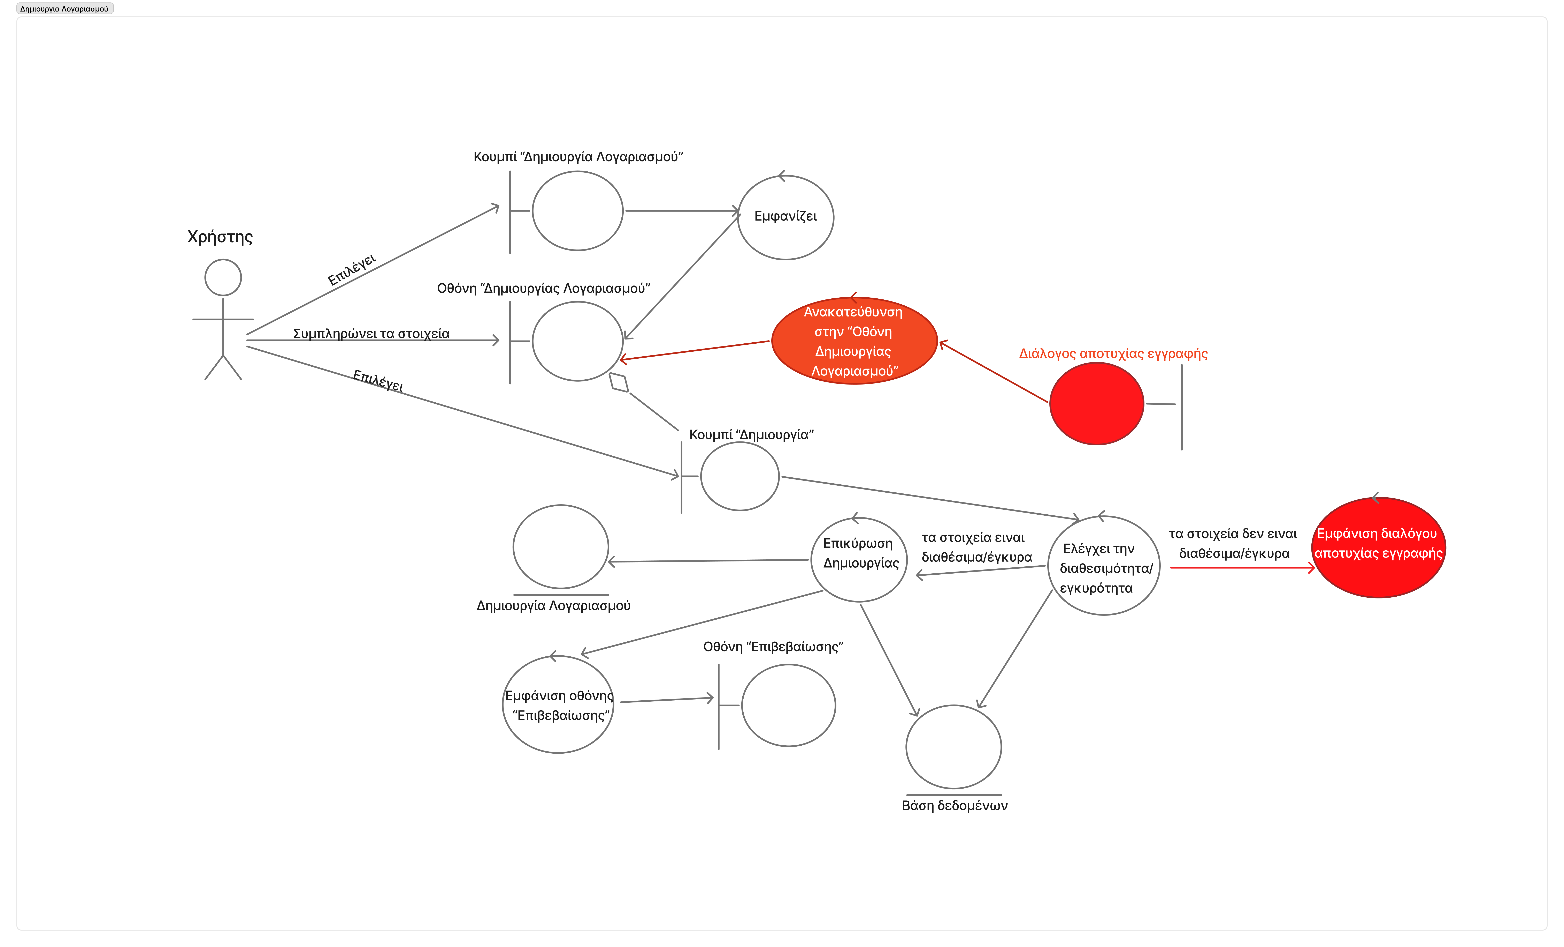 Δημιουργία Λογαριασμού
Κουμπί “Δημιουργία Λογαριασμού”
Εμφανίζει
Χρήστης
Επιλέγει
Οθόνη “Δημιουργίας Λογαριασμού”
Συμπληρώνει τα στοιχεία
Ανακατεύθυνση
στην “Οθόνη
Δημιουργίας
Λογαριασμού”
Διάλογος αποτυχίας εγγραφής
Επιλέγει
Κουμπί “Δημιουργία”
Επικύρωση
Δημιουργίας
τα στοιχεία ειναι
διαθέσιμα/έγκυρα
Ελέγχει την
διαθεσιμότητα/
εγκυρότητα
τα στοιχεία δεν ειναι
διαθέσιμα/έγκυρα
Εμφάνιση διαλόγου
αποτυχίας εγγραφής
Δημιουργία Λογαριασμού
Οθόνη “Επιβεβαίωσης”
Εμφάνιση οθόνης
“Επιβεβαίωσης”
Βάση δεδομένων